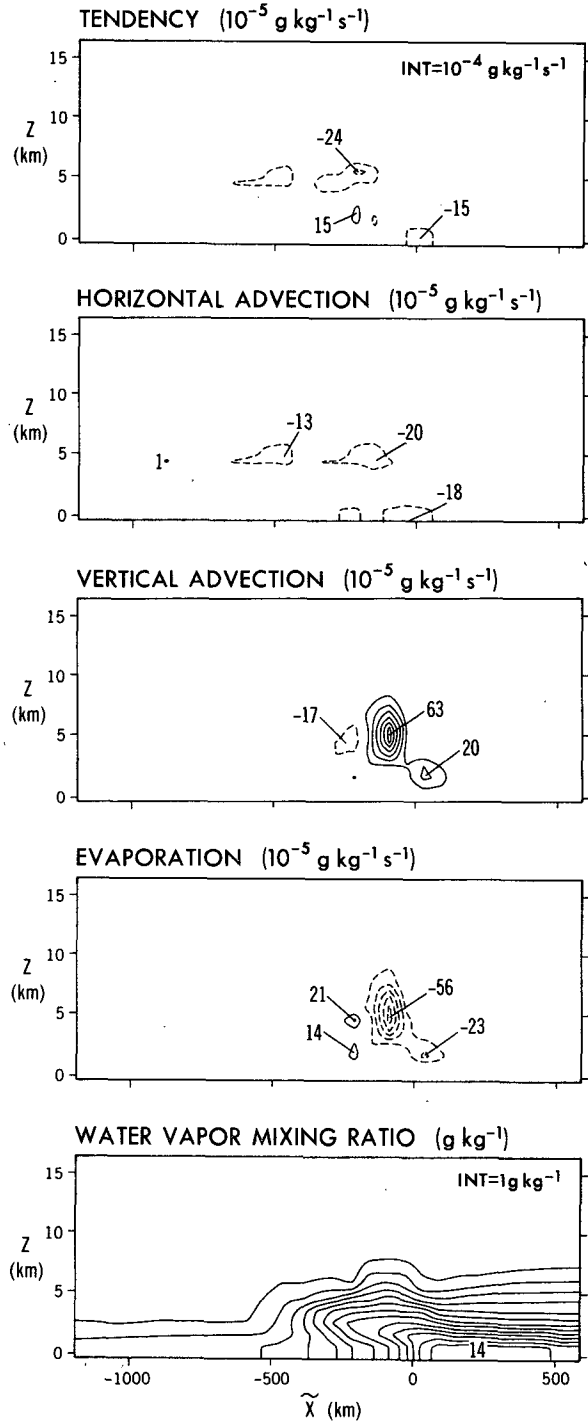 TENDENCY (10⁻⁵ g kg⁻¹ s⁻¹)
INT=10⁻⁴ g kg⁻¹ s⁻¹
15
10
5
0
Z
(km)
-24
15
-15
HORIZONTAL ADVECTION (10⁻⁵ g kg⁻¹ s⁻¹)
15
10
5
0
Z
(km)
1
-13
-20
-18
VERTICAL ADVECTION (10⁻⁵ g kg⁻¹ s⁻¹)
15
10
5
0
Z
(km)
-17
63
20
EVAPORATION (10⁻⁵ g kg⁻¹ s⁻¹)
15
10
5
0
Z
(km)
21
14
-56
-23
WATER VAPOR MIXING RATIO (g kg⁻¹)
INT=1g kg⁻¹
15
10
5
0
Z
(km)
14
-1000 -500 0 500
X̃ (km)